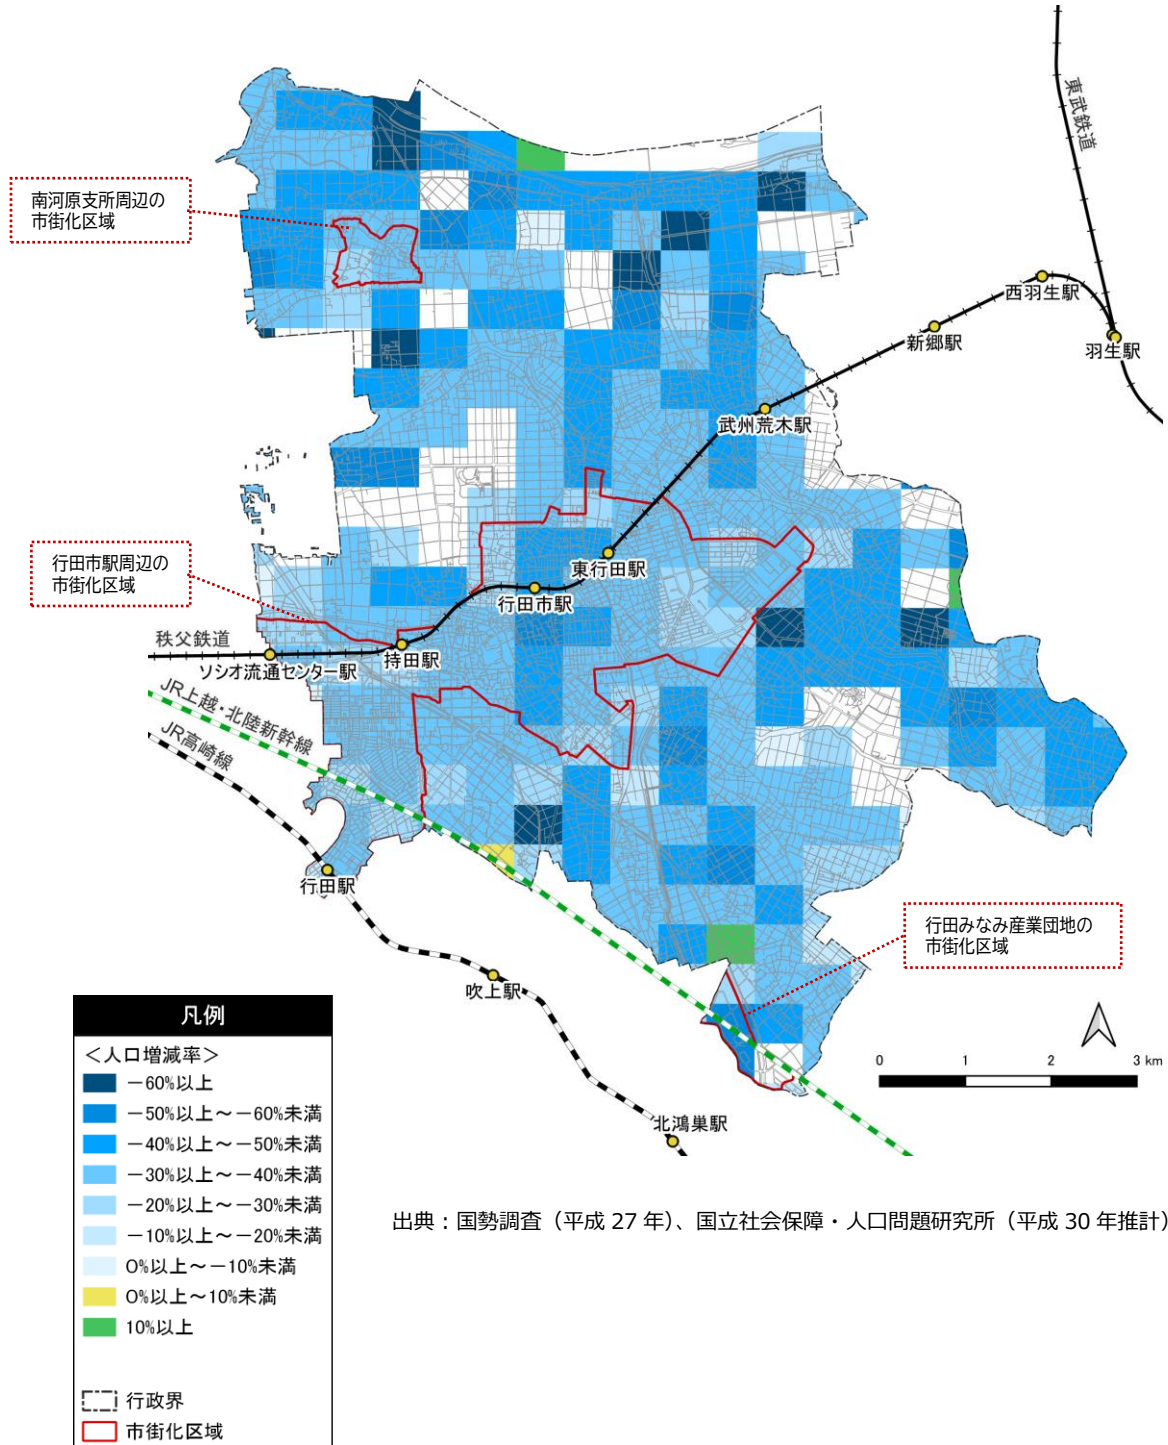 東武鉄道
南河原支所周辺の
市街化区域
西羽生駅
新郷駅
羽生駅
武州荒木駅
行田市駅周辺の
市街化区域
東行田駅
行田市駅
秩父鉄道
持田駅
ソシオ流通センター駅
JR上越・北陸新幹線
JR高崎線
行田駅
行田みなみ産業団地の
市街化区域
吹上駅
北鴻巣駅
0 1 2 3 km
凡例
＜人口増減率＞
－60%以上
－50%以上～－60%未満
－40%以上～－50%未満
－30%以上～－40%未満
－20%以上～－30%未満
－10%以上～－20%未満
0%以上～－10%未満
0%以上～10%未満
10%以上
行政界
市街化区域
出典：国勢調査（平成 27 年）、国立社会保障・人口問題研究所（平成 30 年推計）